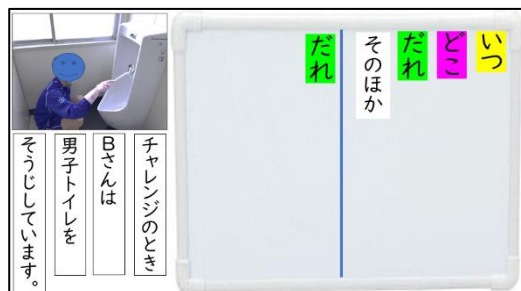 いつ
どこ
だれ
そのほか
だれ
チャレンジのとき
Bさんは
男子トイレを
そうじしています。